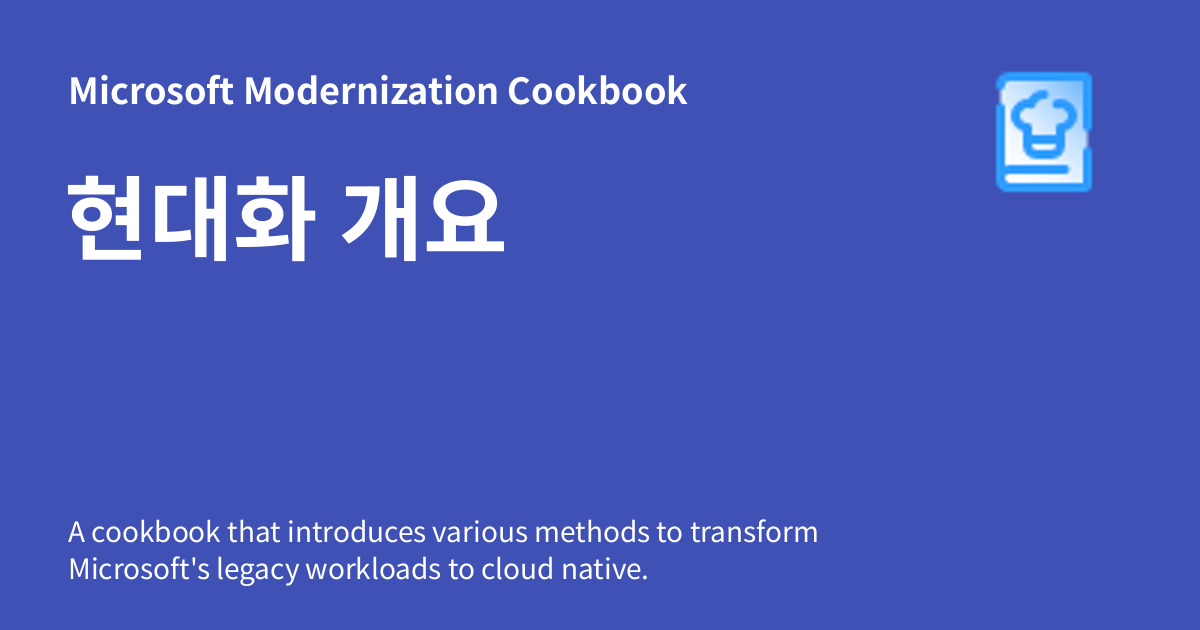 Microsoft Modernization Cookbook
현대화 개요
A cookbook that introduces various methods to transform
Microsoft's legacy workloads to cloud native.